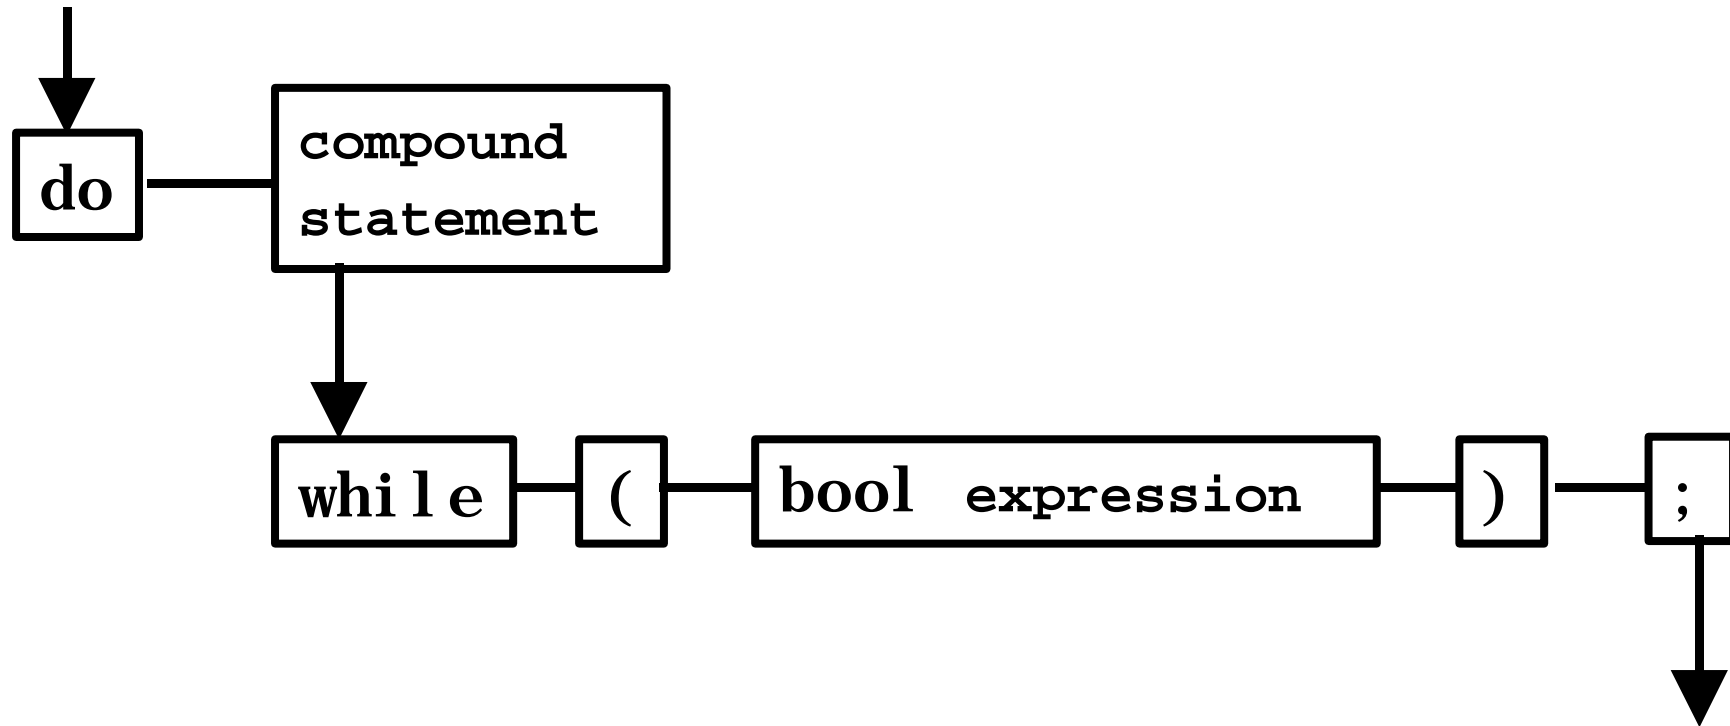 do
compound
statement
while ( bool expression ) ;